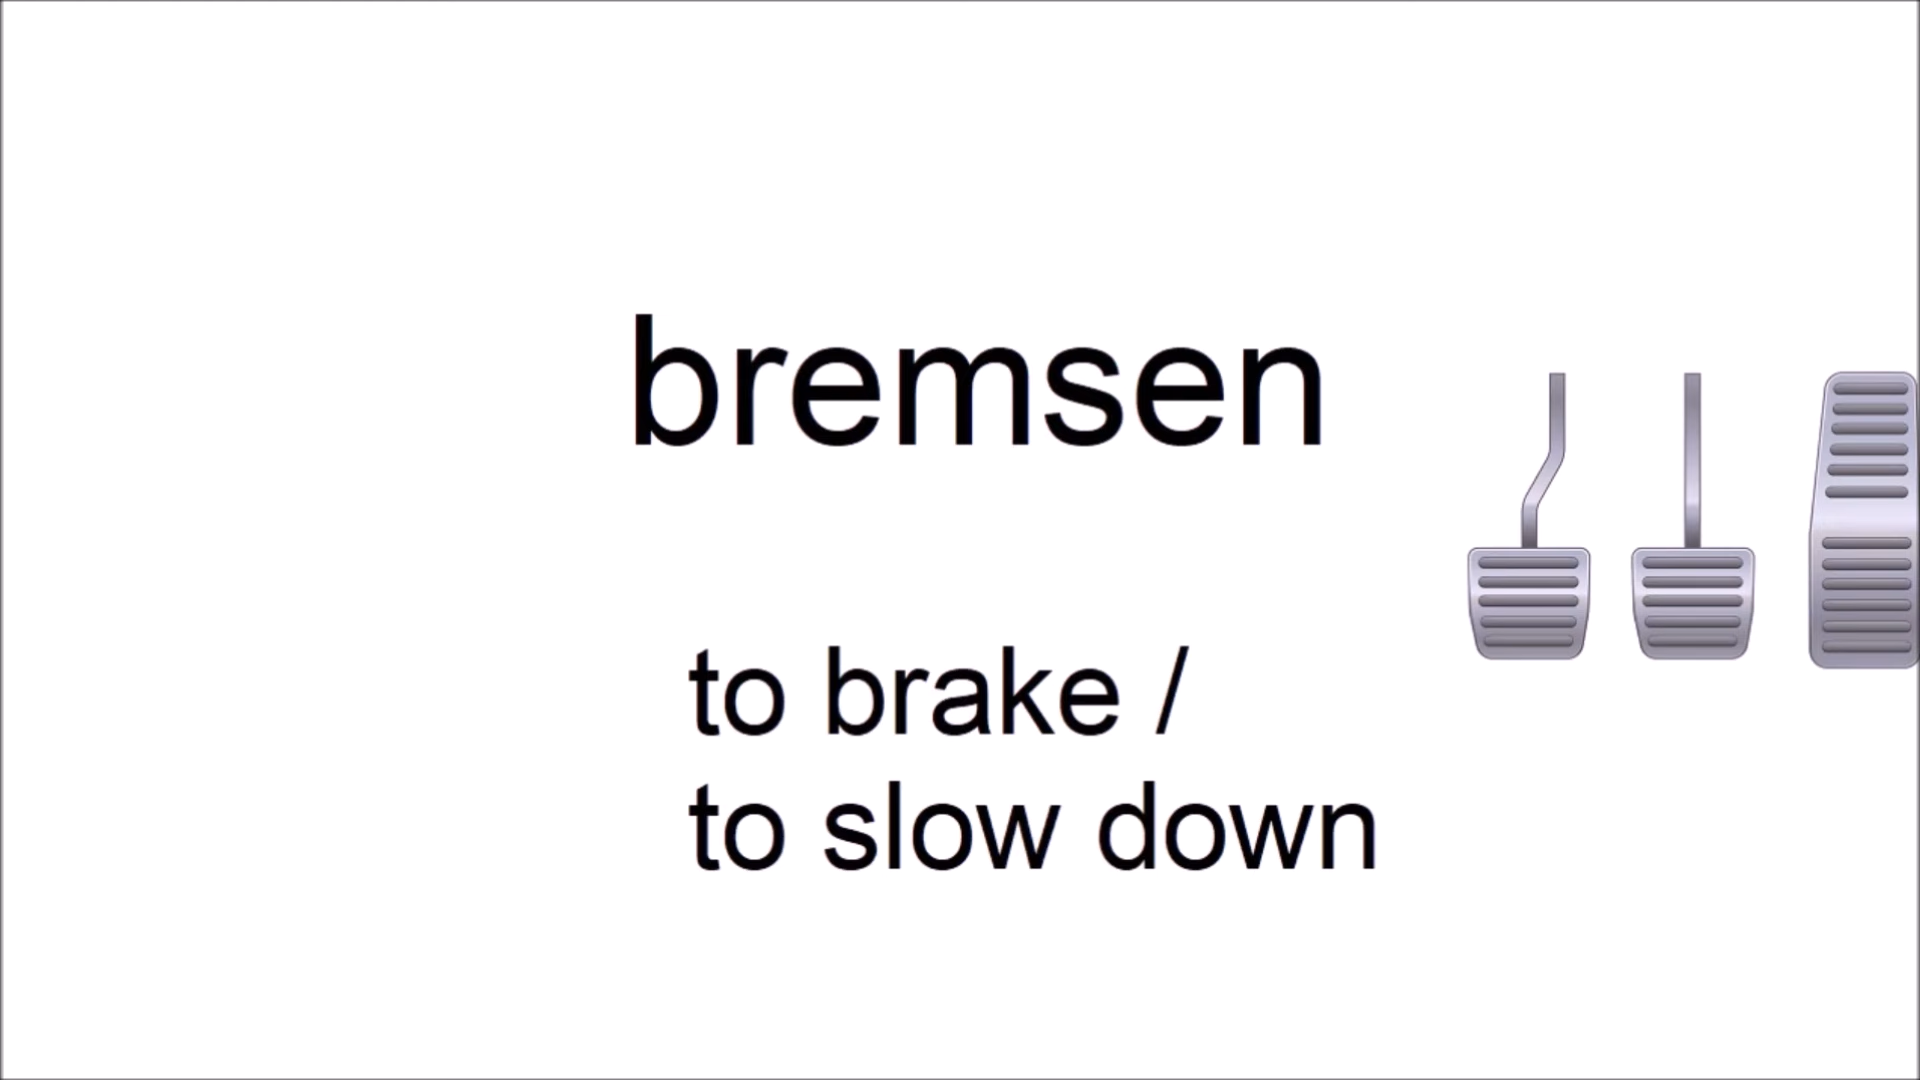 bremsen
to brake /
to slow down